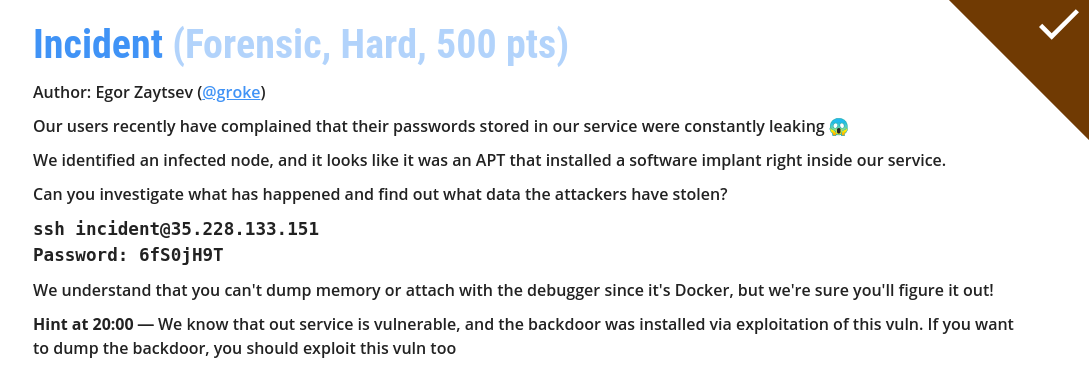 Incident (Forensic, Hard, 500 pts)
Author: Egor Zaytsev (@groke)
Our users recently have complained that their passwords stored in our service were constantly leaking 😱
We identified an infected node, and it looks like it was an APT that installed a software implant right inside our service.
Can you investigate what has happened and find out what data the attackers have stolen?
ssh incident@35.228.133.151
Password: 6fS0jH9T
We understand that you can't dump memory or attach with the debugger since it's Docker, but we're sure you'll figure it out!
Hint at 20:00 — We know that out service is vulnerable, and the backdoor was installed via exploitation of this vuln. If you want
to dump the backdoor, you should exploit this vuln too